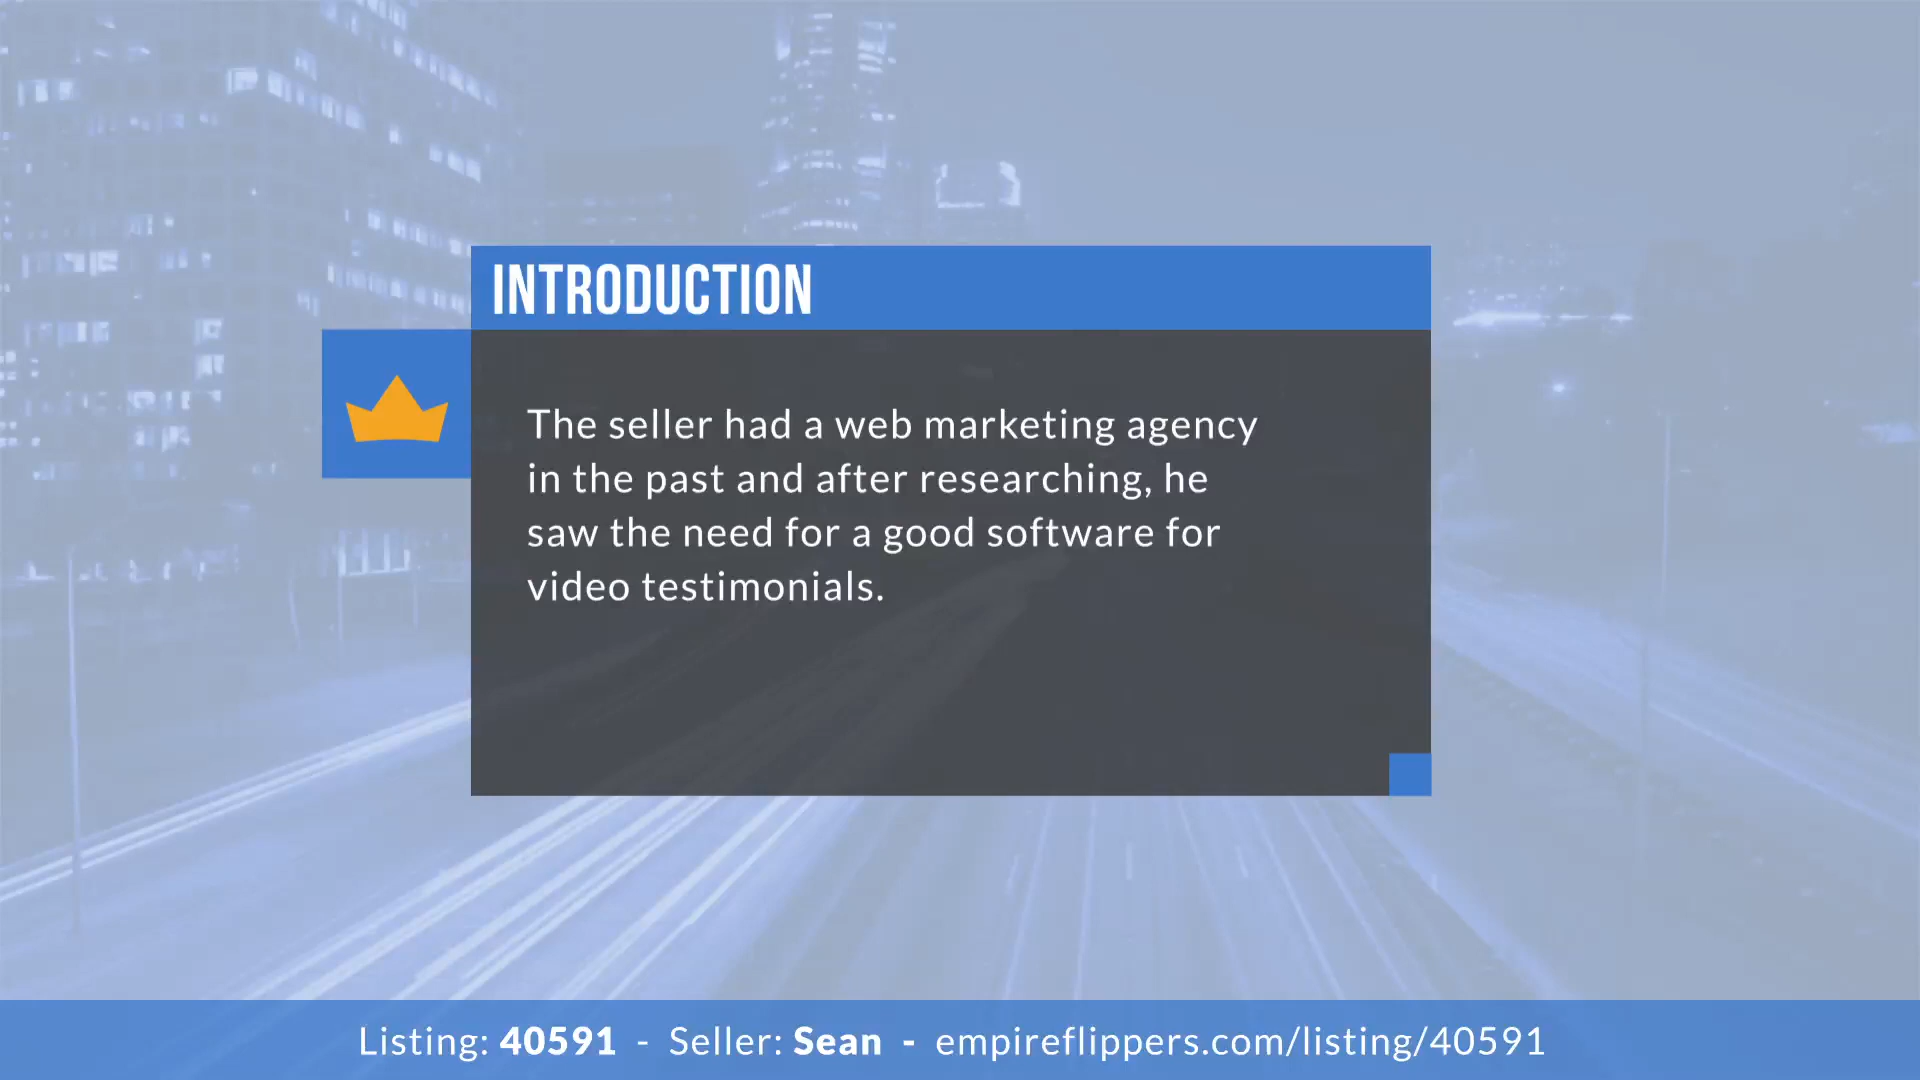 INTRODUCTION
The seller had a web marketing agency
in the past and after researching, he
saw the need for a good software for
video testimonials.
Listing: 40591 - Seller: Sean - empireflippers.com/listing/40591